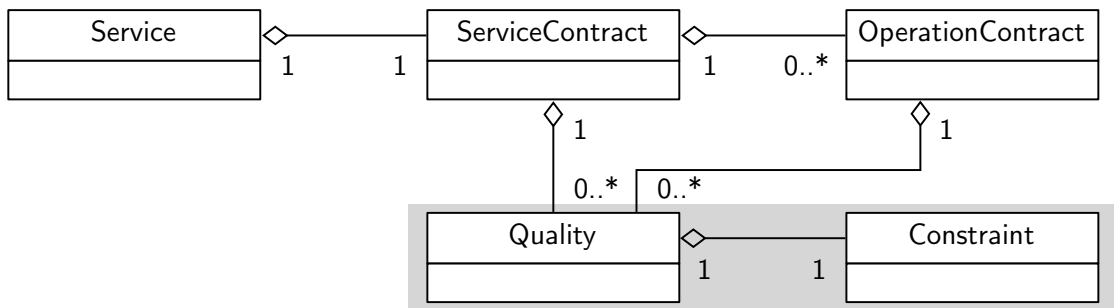 Service ServiceContract OperationContract
1 1 1 0..*
1 1
0..* 0..*
Quality Constraint
1 1